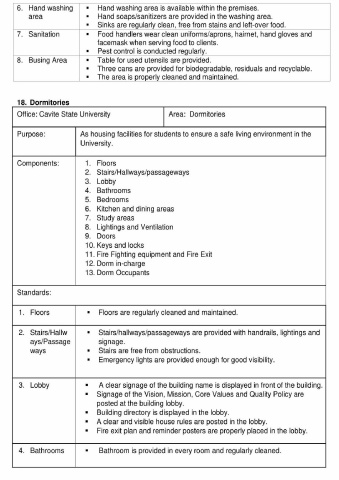 6. Hand washing area
▪ Hand washing area is available within the premises.
▪ Hand soaps/sanitizers are provided in the washing area.
▪ Sinks are regularly clean, free from stains and left-over food.
7. Sanitation
▪ Food handlers wear clean uniforms/aprons, hairnet, hand gloves and
facemask when serving food to clients.
▪ Pest control is conducted regularly.
8. Busing Area
▪ Table for used utensils are provided.
▪ Three cans are provided for biodegradable, residuals and recyclable.
▪ The area is properly cleaned and maintained.
18. Dormitories
Office: Cavite State University
Area: Dormitories
Purpose:
As housing facilities for students to ensure a safe living environment in the
University.
Components:
1. Floors
2. Stairs/Hallways/passageways
3. Lobby
4. Bathrooms
5. Bedrooms
6. Kitchen and dining areas
7. Study areas
8. Lightings and Ventilation
9. Doors
10. Keys and locks
11. Fire Fighting equipment and Fire Exit
12. Dorm in-charge
13. Dorm Occupants
Standards:
1. Floors
▪ Floors are regularly cleaned and maintained.
2. Stairs/Hallw
ays/Passage
ways
▪ Stairs/hallways/passageways are provided with handrails, lightings and
signage.
▪ Stairs are free from obstructions.
▪ Emergency lights are provided enough for good visibility.
3. Lobby
▪ A clear signage of the building name is displayed in front of the building.
▪ Signage of the Vision, Mission, Core Values and Quality Policy are
posted at the building lobby.
▪ Building directory is displayed in the lobby.
▪ A clear and visible house rules are posted in the lobby.
▪ Fire exit plan and reminder posters are properly placed in the lobby.
4. Bathrooms
▪ Bathroom is provided in every room and regularly cleaned.